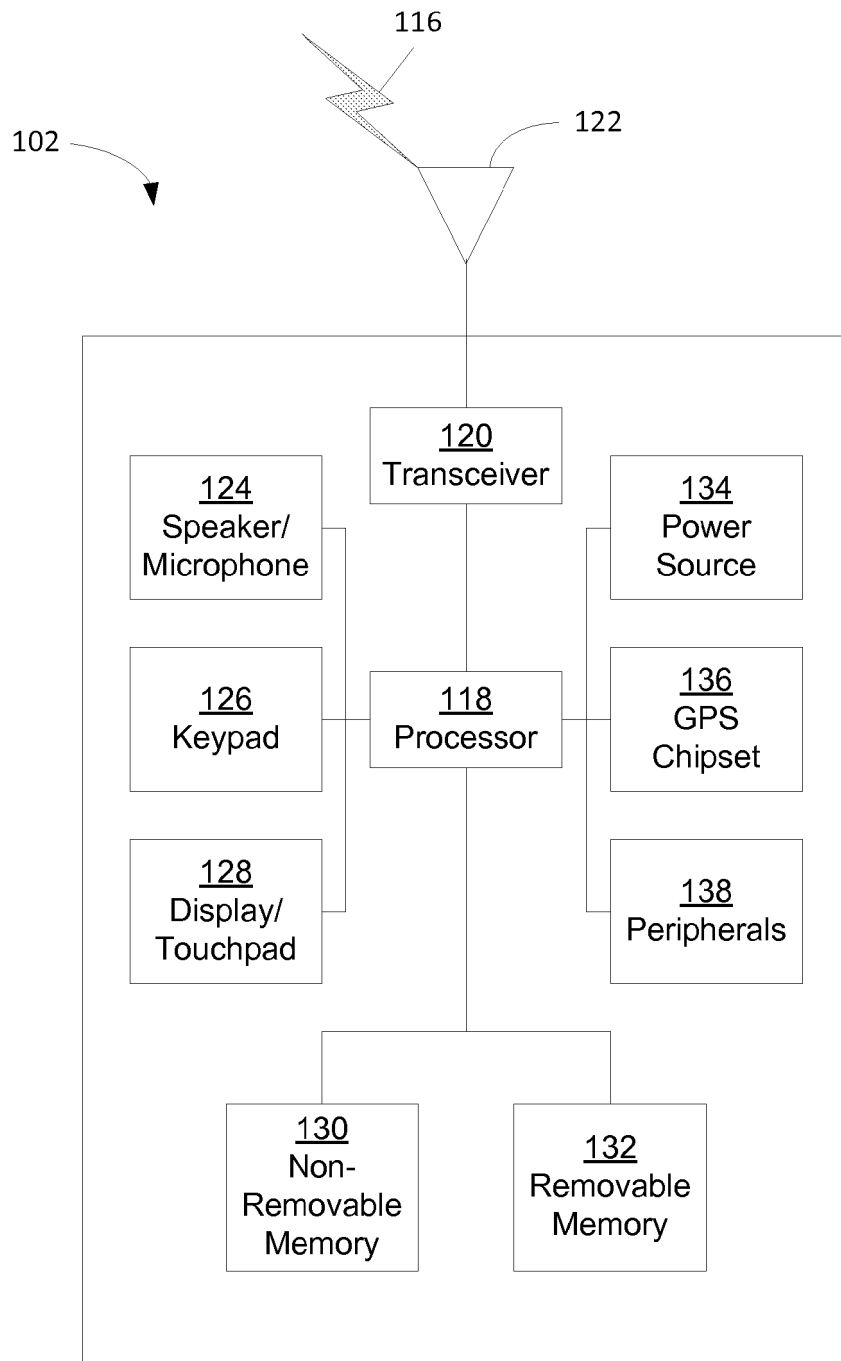 116
122
102
120
Transceiver
124
Speaker/
Microphone
134
Power
Source
126
Keypad
118
Processor
136
GPS
Chipset
128
Display/
Touchpad
138
Peripherals
130
Non-
Removable
Memory
132
Removable
Memory